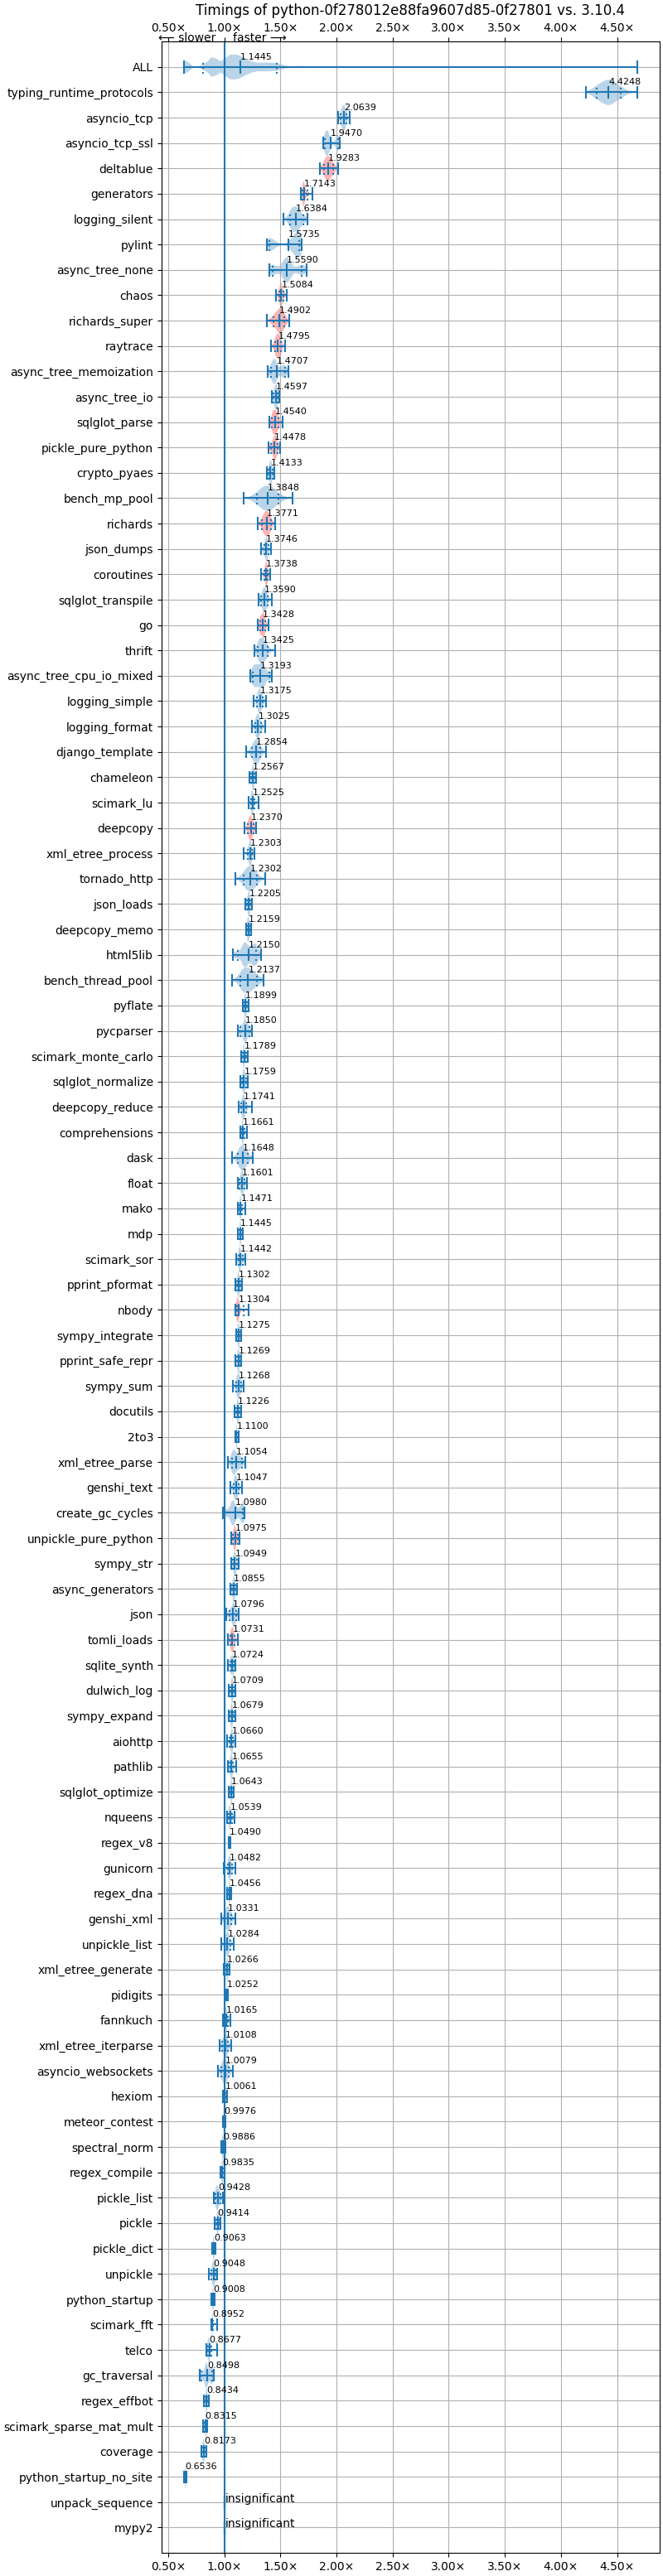 Timings of python-0f278012e88fa9607d85-0f27801 vs. 3.10.4
0.50× 1.00× 1.50× 2.00× 2.50× 3.00× 3.50× 4.00× 4.50×
⟵ slower faster ⟶
ALL 1.1445
typing_runtime_protocols 4.4248
asyncio_tcp 2.0639
asyncio_tcp_ssl 1.9470
deltablue 1.9283
generators 1.7143
logging_silent 1.6384
pylint 1.5735
async_tree_none 1.5590
chaos 1.5084
richards_super 1.4902
raytrace 1.4795
async_tree_memoization 1.4707
async_tree_io 1.4597
sqlglot_parse 1.4540
pickle_pure_python 1.4478
crypto_pyaes 1.4133
bench_mp_pool 1.3848
richards 1.3771
json_dumps 1.3746
coroutines 1.3738
sqlglot_transpile 1.3590
go 1.3428
thrift 1.3425
async_tree_cpu_io_mixed 1.3193
logging_simple 1.3175
logging_format 1.3025
django_template 1.2854
chameleon 1.2567
scimark_lu 1.2525
deepcopy 1.2370
xml_etree_process 1.2303
tornado_http 1.2302
json_loads 1.2205
deepcopy_memo 1.2159
html5lib 1.2150
bench_thread_pool 1.2137
pyflate 1.1899
pycparser 1.1850
scimark_monte_carlo 1.1789
sqlglot_normalize 1.1759
deepcopy_reduce 1.1741
comprehensions 1.1661
dask 1.1648
float 1.1601
mako 1.1471
mdp 1.1445
scimark_sor 1.1442
pprint_pformat 1.1302
nbody 1.1304
sympy_integrate 1.1275
pprint_safe_repr 1.1269
sympy_sum 1.1268
docutils 1.1226
2to3 1.1100
xml_etree_parse 1.1054
genshi_text 1.1047
create_gc_cycles 1.0980
unpickle_pure_python 1.0975
sympy_str 1.0949
async_generators 1.0855
json 1.0796
tomli_loads 1.0731
sqlite_synth 1.0724
dulwich_log 1.0709
sympy_expand 1.0679
aiohttp 1.0660
pathlib 1.0655
sqlglot_optimize 1.0643
nqueens 1.0539
regex_v8 1.0490
gunicorn 1.0482
regex_dna 1.0456
genshi_xml 1.0331
unpickle_list 1.0284
xml_etree_generate 1.0266
pidigits 1.0252
fannkuch 1.0165
xml_etree_iterparse 1.0108
asyncio_websockets 1.0079
hexiom 1.0061
meteor_contest 0.9976
spectral_norm 0.9886
regex_compile 0.9835
pickle_list 0.9428
pickle 0.9414
pickle_dict 0.9063
unpickle 0.9048
python_startup 0.9008
scimark_fft 0.8952
telco 0.8677
gc_traversal 0.8498
regex_effbot 0.8434
scimark_sparse_mat_mult 0.8315
coverage 0.8173
python_startup_no_site 0.6536
unpack_sequence insignificant
mypy2 insignificant
0.50× 1.00× 1.50× 2.00× 2.50× 3.00× 3.50× 4.00× 4.50×